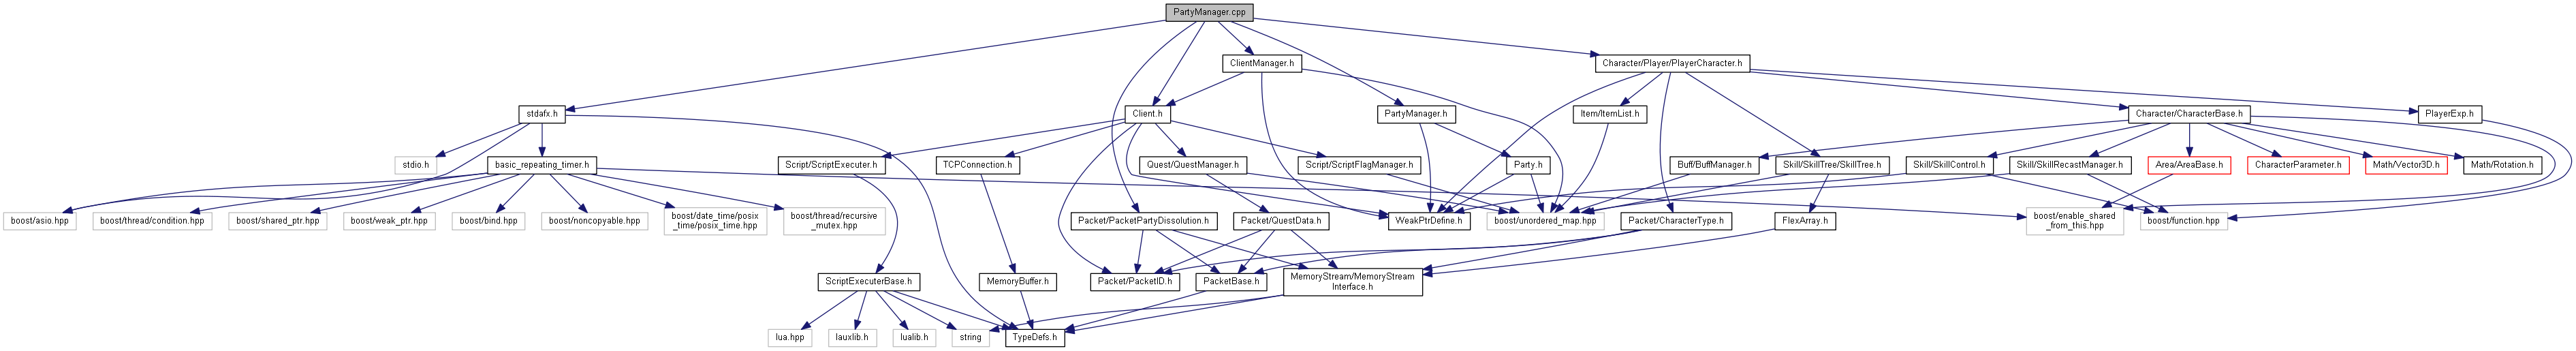 PartyManager.cpp
ClientManager.h
Character/Player/PlayerCharacter.h
stdafx.h
Client.h
PartyManager.h
Item/ItemList.h
Character/CharacterBase.h
PlayerExp.h
stdio.h
basic_repeating_timer.h
Script/ScriptExecuter.h
TCPConnection.h
Quest/QuestManager.h
Script/ScriptFlagManager.h
Party.h
Buff/BuffManager.h
Skill/SkillTree/SkillTree.h
Skill/SkillControl.h
Skill/SkillRecastManager.h
Area/AreaBase.h
CharacterParameter.h
Math/Vector3D.h
Math/Rotation.h
boost/asio.hpp
boost/thread/condition.hpp
boost/shared_ptr.hpp
boost/weak_ptr.hpp
boost/bind.hpp
boost/noncopyable.hpp
boost/date_time/posix
_time/posix_time.hpp
boost/thread/recursive
_mutex.hpp
Packet/PacketPartyDissolution.h
Packet/QuestData.h
WeakPtrDefine.h
boost/unordered_map.hpp
Packet/CharacterType.h
FlexArray.h
boost/enable_shared
_from_this.hpp
boost/function.hpp
ScriptExecuterBase.h
MemoryBuffer.h
Packet/PacketID.h
PacketBase.h
MemoryStream/MemoryStream
Interface.h
lua.hpp
lauxlib.h
lualib.h
string
TypeDefs.h